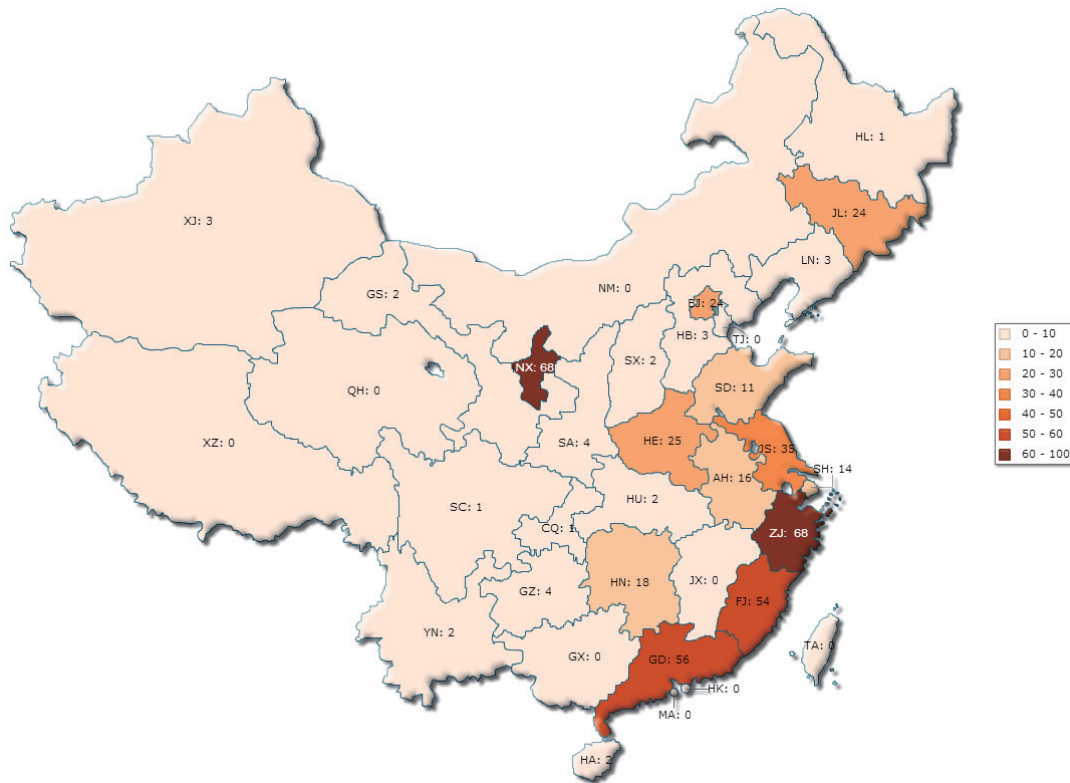 HL: 1
JL: 24
XJ: 3
LN: 3
GS: 2
NM: 0
BJ: 24
HB: 3
TJ: 0
SX: 2
NX: 68
QH: 0
SD: 11
XZ: 0
SA: 4
HE: 25
JS: 35
SH: 14
AH: 16
SC: 1
HU: 2
CQ: 1
ZJ: 68
HN: 18
JX: 0
GZ: 4
FJ: 54
YN: 2
GX: 0
GD: 56
TA: 0
HK: 0
MA: 0
HA: 2
0 - 10
10 - 20
20 - 30
30 - 40
40 - 50
50 - 60
60 - 100